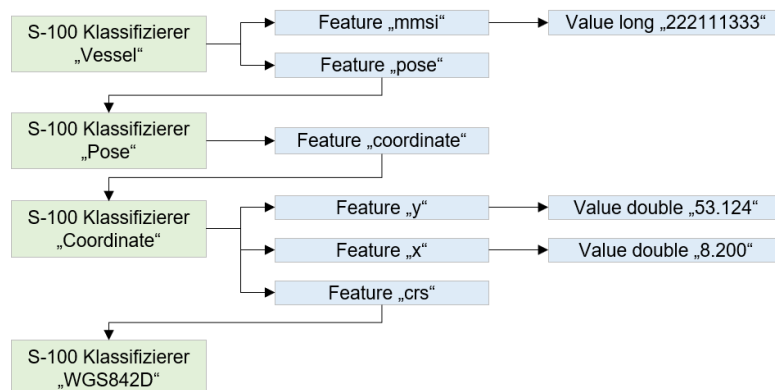 S-100 Klassifizierer
„Vessel“
Feature „mmsi“
Value long „222111333“
Feature „pose“
S-100 Klassifizierer
„Pose“
Feature „coordinate“
S-100 Klassifizierer
„Coordinate“
Feature „y“
Value double „53.124“
Feature „x“
Value double „8.200“
Feature „crs“
S-100 Klassifizierer
„WGS842D“